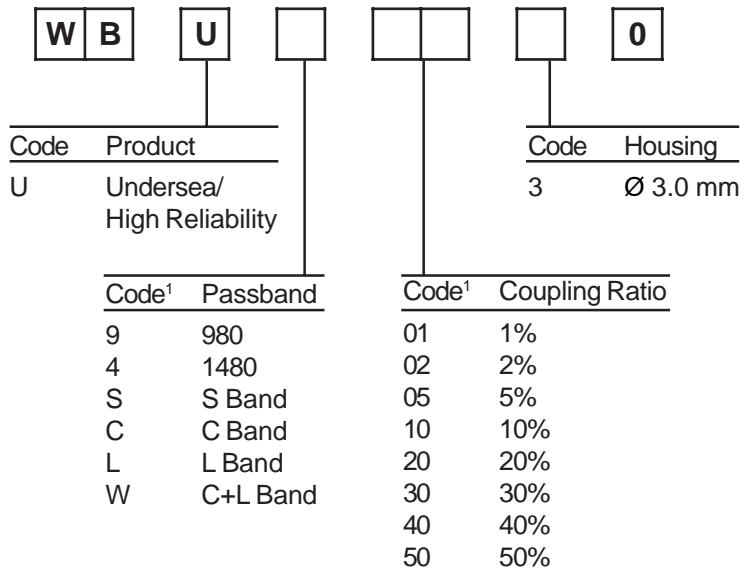 W B U 0
Code Product
U Undersea/
High Reliability
Code Housing
3 Ø 3.0 mm
Code¹ Passband
9 980
4 1480
S S Band
C C Band
L L Band
W C+L Band
Code¹ Coupling Ratio
01 1%
02 2%
05 5%
10 10%
20 20%
30 30%
40 40%
50 50%